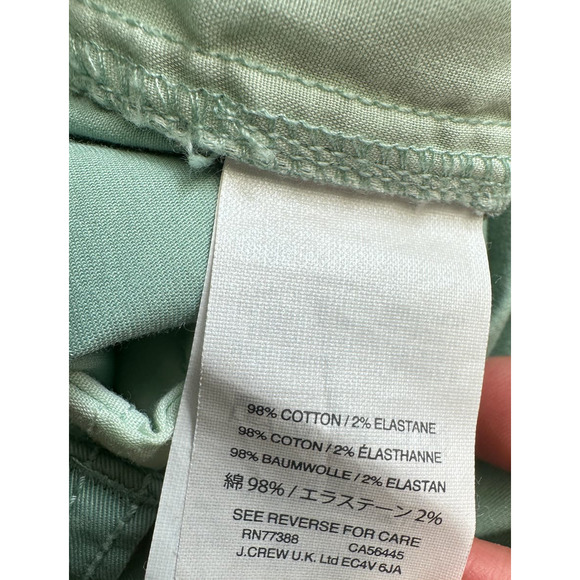 98% COTTON / 2% ELASTANE
98% COTON / 2% ÉLASTHANNE
98% BAUMWOLLE / 2% ELASTAN
綿 98% / エラステーン 2%
SEE REVERSE FOR CARE
RN77388 CA56445
J.CREW U.K. Ltd EC4V 6JA